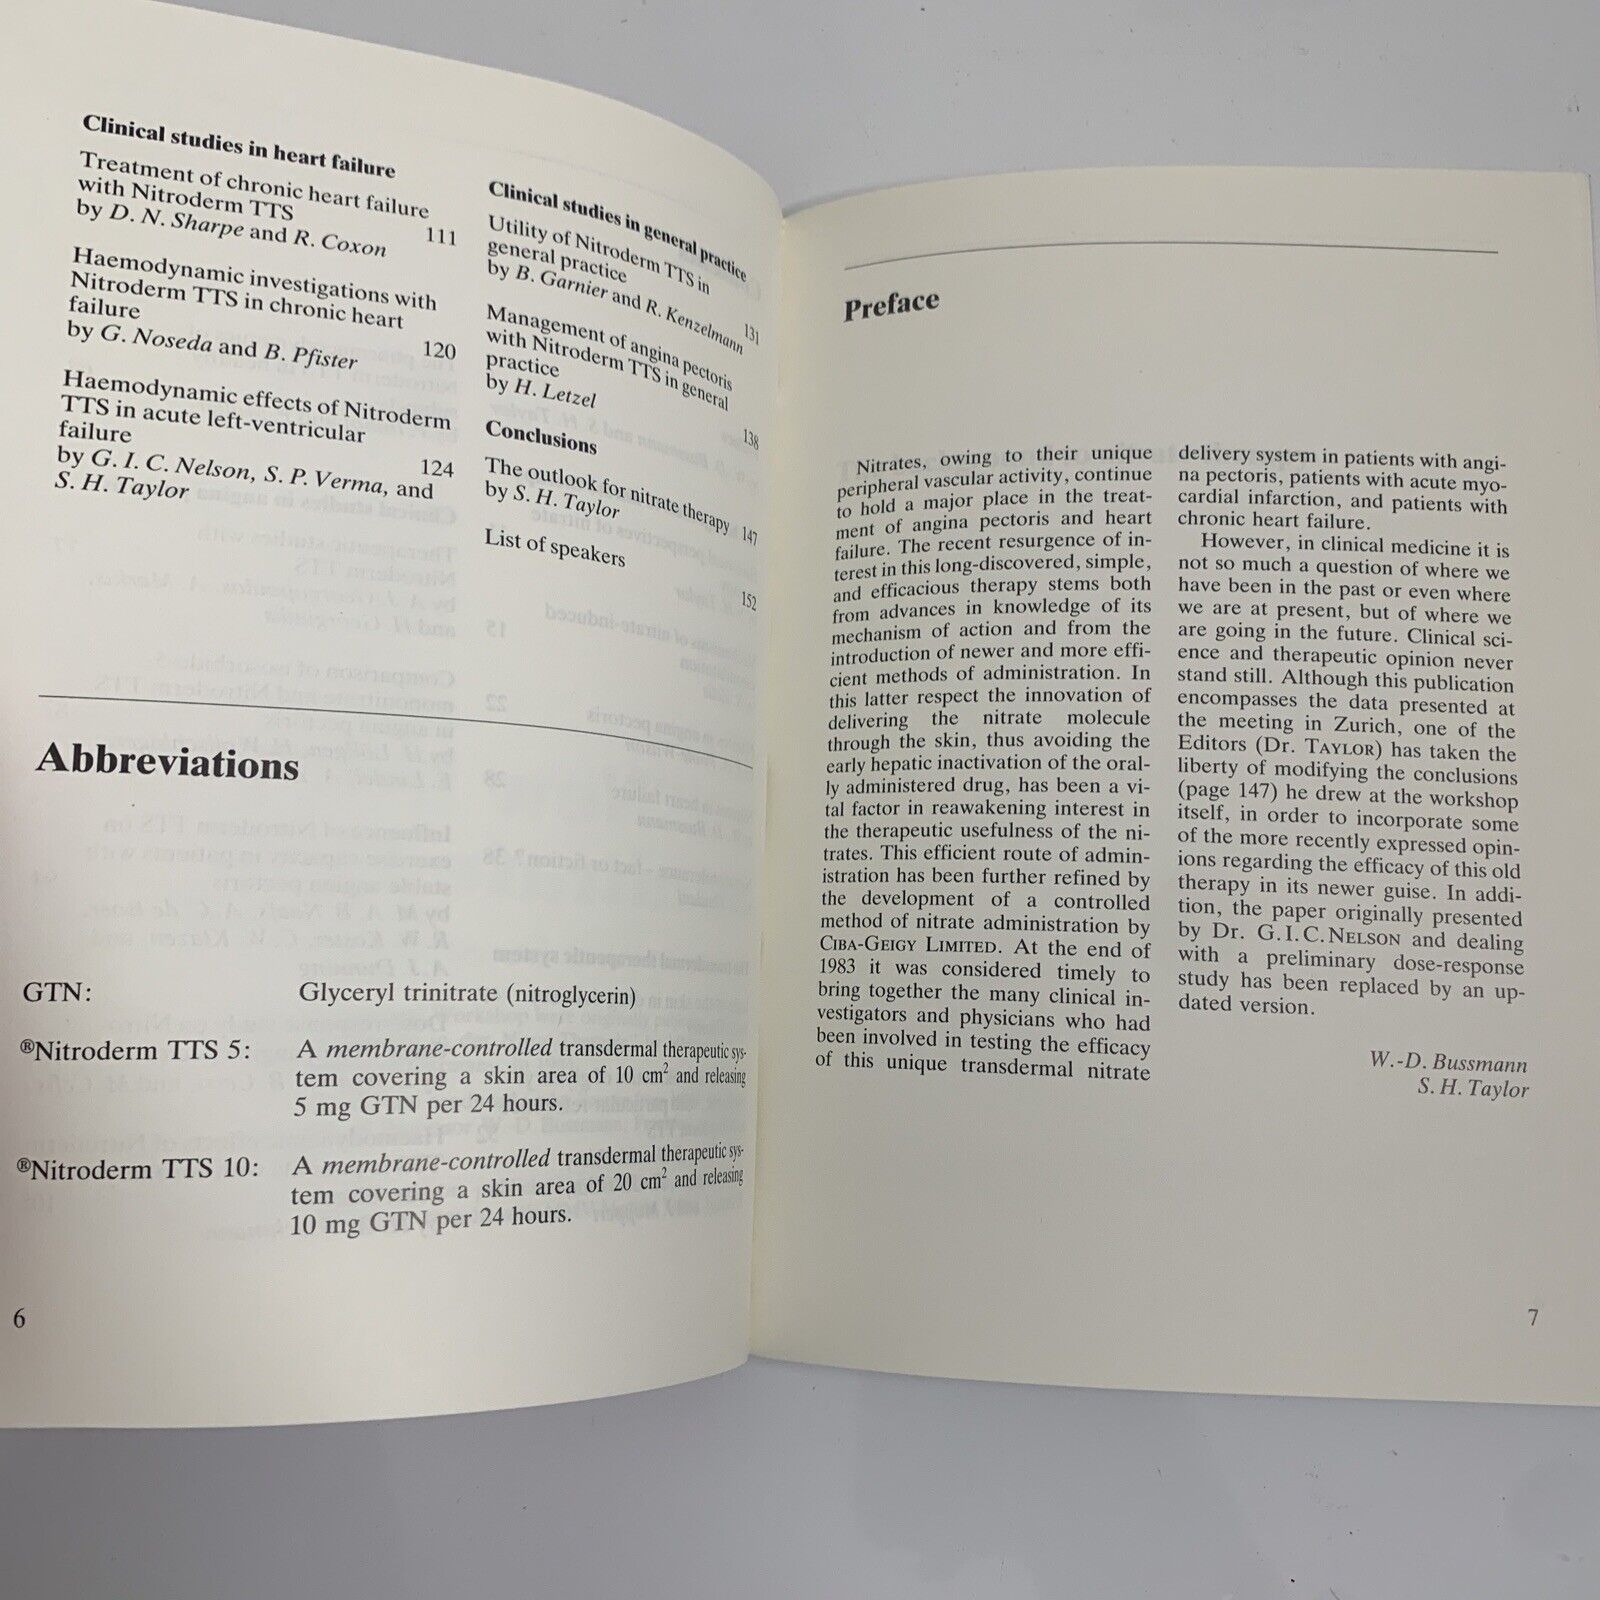 Clinical studies in heart failure
Treatment of chronic heart failure
with Nitroderm TTS
by D. N. Sharpe and R. Coxon 111
Haemodynamic investigations with
Nitroderm TTS in chronic heart
failure
by G. Noseda and B. Pfister 120
Haemodynamic effects of Nitroderm
TTS in acute left-ventricular
failure
by G. I. C. Nelson, S. P. Verma, and 124
S. H. Taylor
Clinical studies in general practice
Utility of Nitroderm TTS in
general practice
by B. Garnier and R. Kenzelmann 131
Management of angina pectoris
with Nitroderm TTS in general
practice
by H. Letzel 138
Conclusions
The outlook for nitrate therapy
by S. H. Taylor 147
List of speakers 152
Abbreviations
GTN: Glyceryl trinitrate (nitroglycerin)
®Nitroderm TTS 5: A membrane-controlled transdermal therapeutic sys-
tem covering a skin area of 10 cm² and releasing
5 mg GTN per 24 hours.
®Nitroderm TTS 10: A membrane-controlled transdermal therapeutic sys-
tem covering a skin area of 20 cm² and releasing
10 mg GTN per 24 hours.
6
Preface
Nitrates, owing to their unique
peripheral vascular activity, continue
to hold a major place in the treat-
ment of angina pectoris and heart
failure. The recent resurgence of in-
terest in this long-discovered, simple,
and efficacious therapy stems both
from advances in knowledge of its
mechanism of action and from the
introduction of newer and more effi-
cient methods of administration. In
this latter respect the innovation of
delivering the nitrate molecule
through the skin, thus avoiding the
early hepatic inactivation of the oral-
ly administered drug, has been a vi-
tal factor in reawakening interest in
the therapeutic usefulness of the ni-
trates. This efficient route of admin-
istration has been further refined by
the development of a controlled
method of nitrate administration by
CIBA-GEIGY LIMITED. At the end of
1983 it was considered timely to
bring together the many clinical in-
vestigators and physicians who had
been involved in testing the efficacy
of this unique transdermal nitrate
delivery system in patients with angi-
na pectoris, patients with acute myo-
cardial infarction, and patients with
chronic heart failure.
However, in clinical medicine it is
not so much a question of where we
have been in the past or even where
we are at present, but of where we
are going in the future. Clinical sci-
ence and therapeutic opinion never
stand still. Although this publication
encompasses the data presented at
the meeting in Zurich, one of the
Editors (Dr. TAYLOR) has taken the
liberty of modifying the conclusions
(page 147) he drew at the workshop
itself, in order to incorporate some
of the more recently expressed opin-
ions regarding the efficacy of this old
therapy in its newer guise. In addi-
tion, the paper originally presented
by Dr. G.I.C. NELSON and dealing
with a preliminary dose-response
study has been replaced by an up-
dated version.
W.-D. Bussmann
S. H. Taylor
7